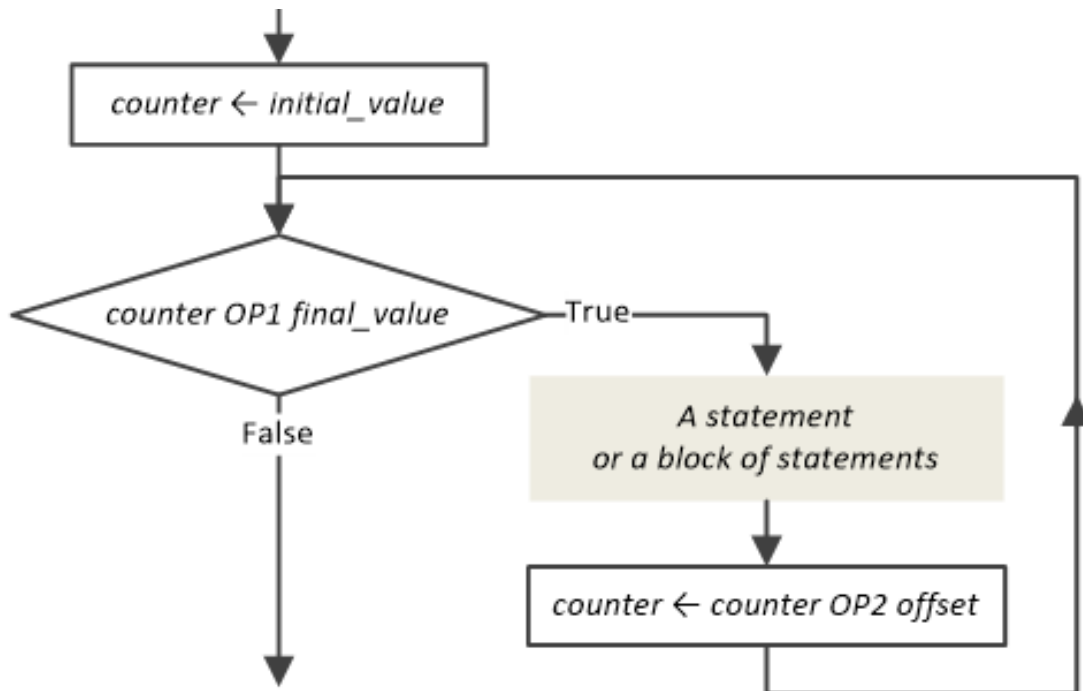 counter ← initial_value
counter OP1 final_value
True
False
A statement
or a block of statements
counter ← counter OP2 offset